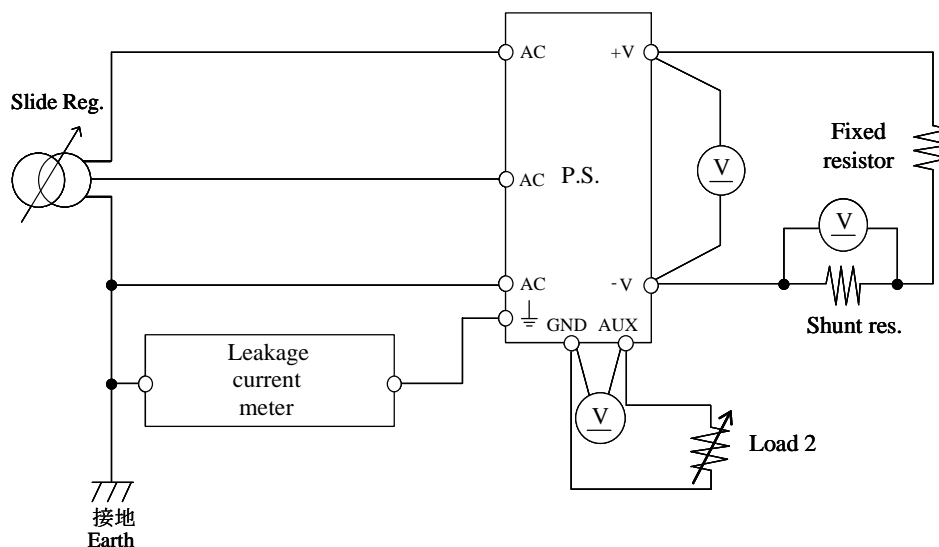 Slide Reg.
AC
+V
AC
P.S.
V
Fixed
resistor
V
AC
-V
Shunt res.
GND
AUX
Leakage
current
meter
V
Load 2
接地
Earth